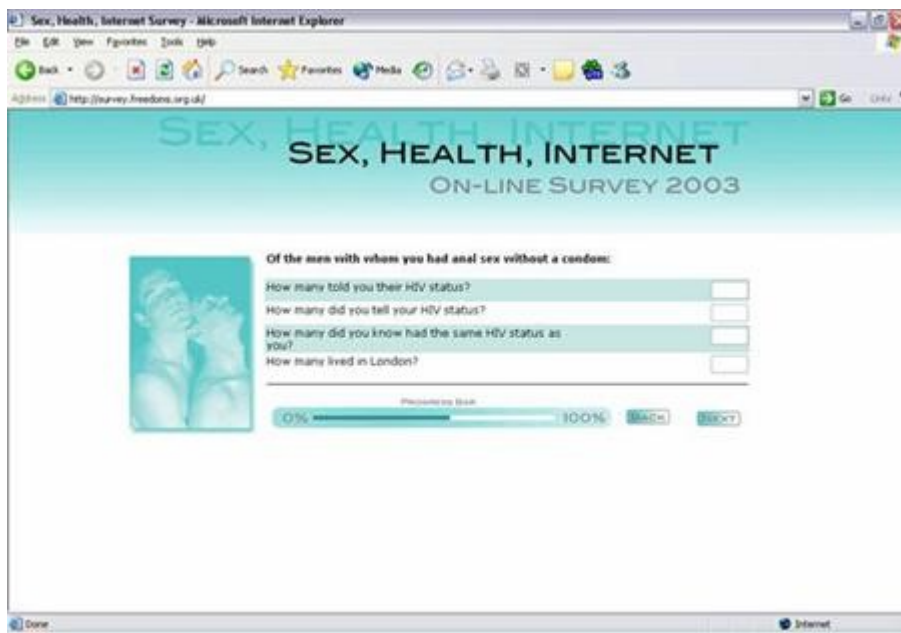 Sex, Health, Internet Survey - Microsoft Internet Explorer
File Edit View Favorites Tools Help
Back Search Favorites Media
Address http://survey.freedoms.org.uk/ Go
SEX, HEALTH, INTERNET
SEX, HEALTH, INTERNET
ON-LINE SURVEY 2003
Of the men with whom you had anal sex without a condom:
How many told you their HIV status?
How many did you tell your HIV status?
How many did you know had the same HIV status as
you?
How many lived in London?
PROGRESS BAR
0% 100% BACK NEXT
Done Internet